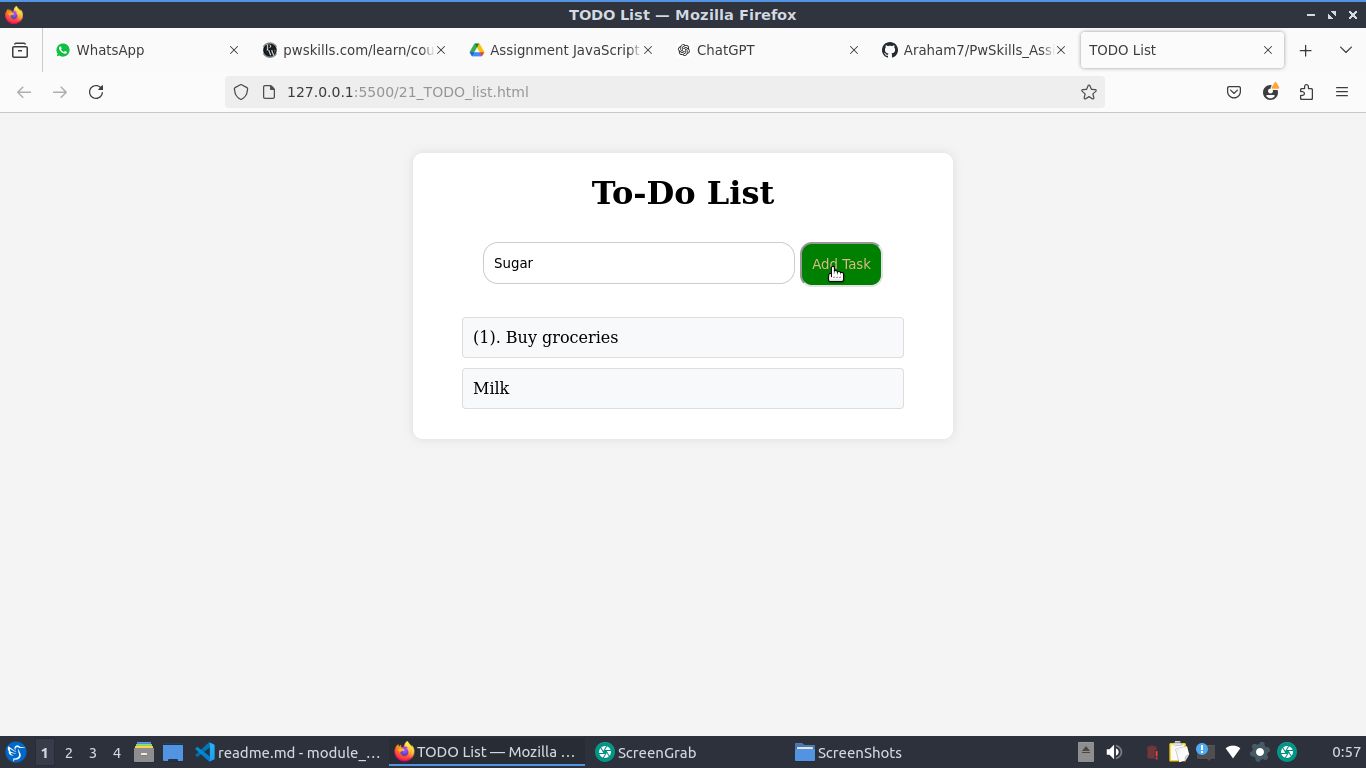 TODO List — Mozilla Firefox
WhatsApp
pwskills.com/learn/cou
Assignment JavaScript
ChatGPT
Araham7/PwSkills_Ass
TODO List
127.0.0.1:5500/21_TODO_list.html
To-Do List
Sugar
Add Task
(1). Buy groceries
Milk
1 2 3 4
readme.md - module_...
TODO List — Mozilla ...
ScreenGrab
ScreenShots
0:57